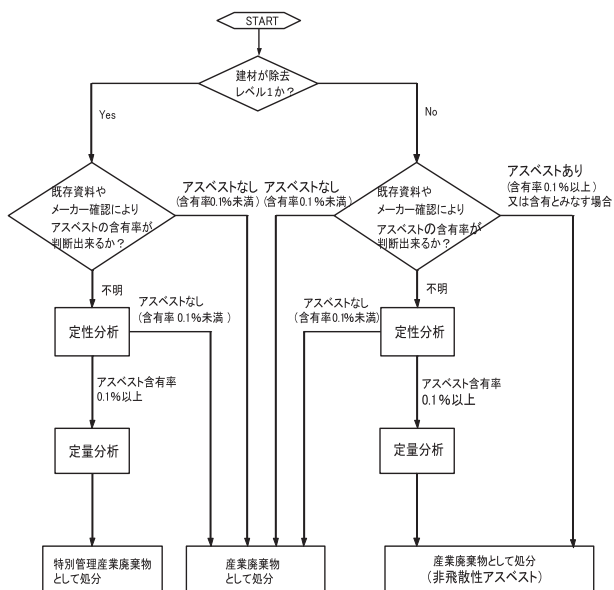 START
建材が除去
レベル1か?
Yes
No
既存資料や
メーカー確認により
アスベストの含有率が
判断出来るか?
アスベストなし
(含有率0.1%未満)
アスベストなし
(含有率0.1%未満)
既存資料や
メーカー確認により
アスベストの含有率が
判断出来るか?
アスベストあり
(含有率0.1%以上)
又は含有とみなす場合
不明
不明
定性分析
アスベストなし
(含有率0.1%未満)
アスベストなし
(含有率0.1%未満)
定性分析
アスベスト含有率
0.1%以上
アスベスト含有率
0.1%以上
定量分析
定量分析
特別管理産業廃棄物
として処分
産業廃棄物
として処分
産業廃棄物として処分
(非飛散性アスベスト)